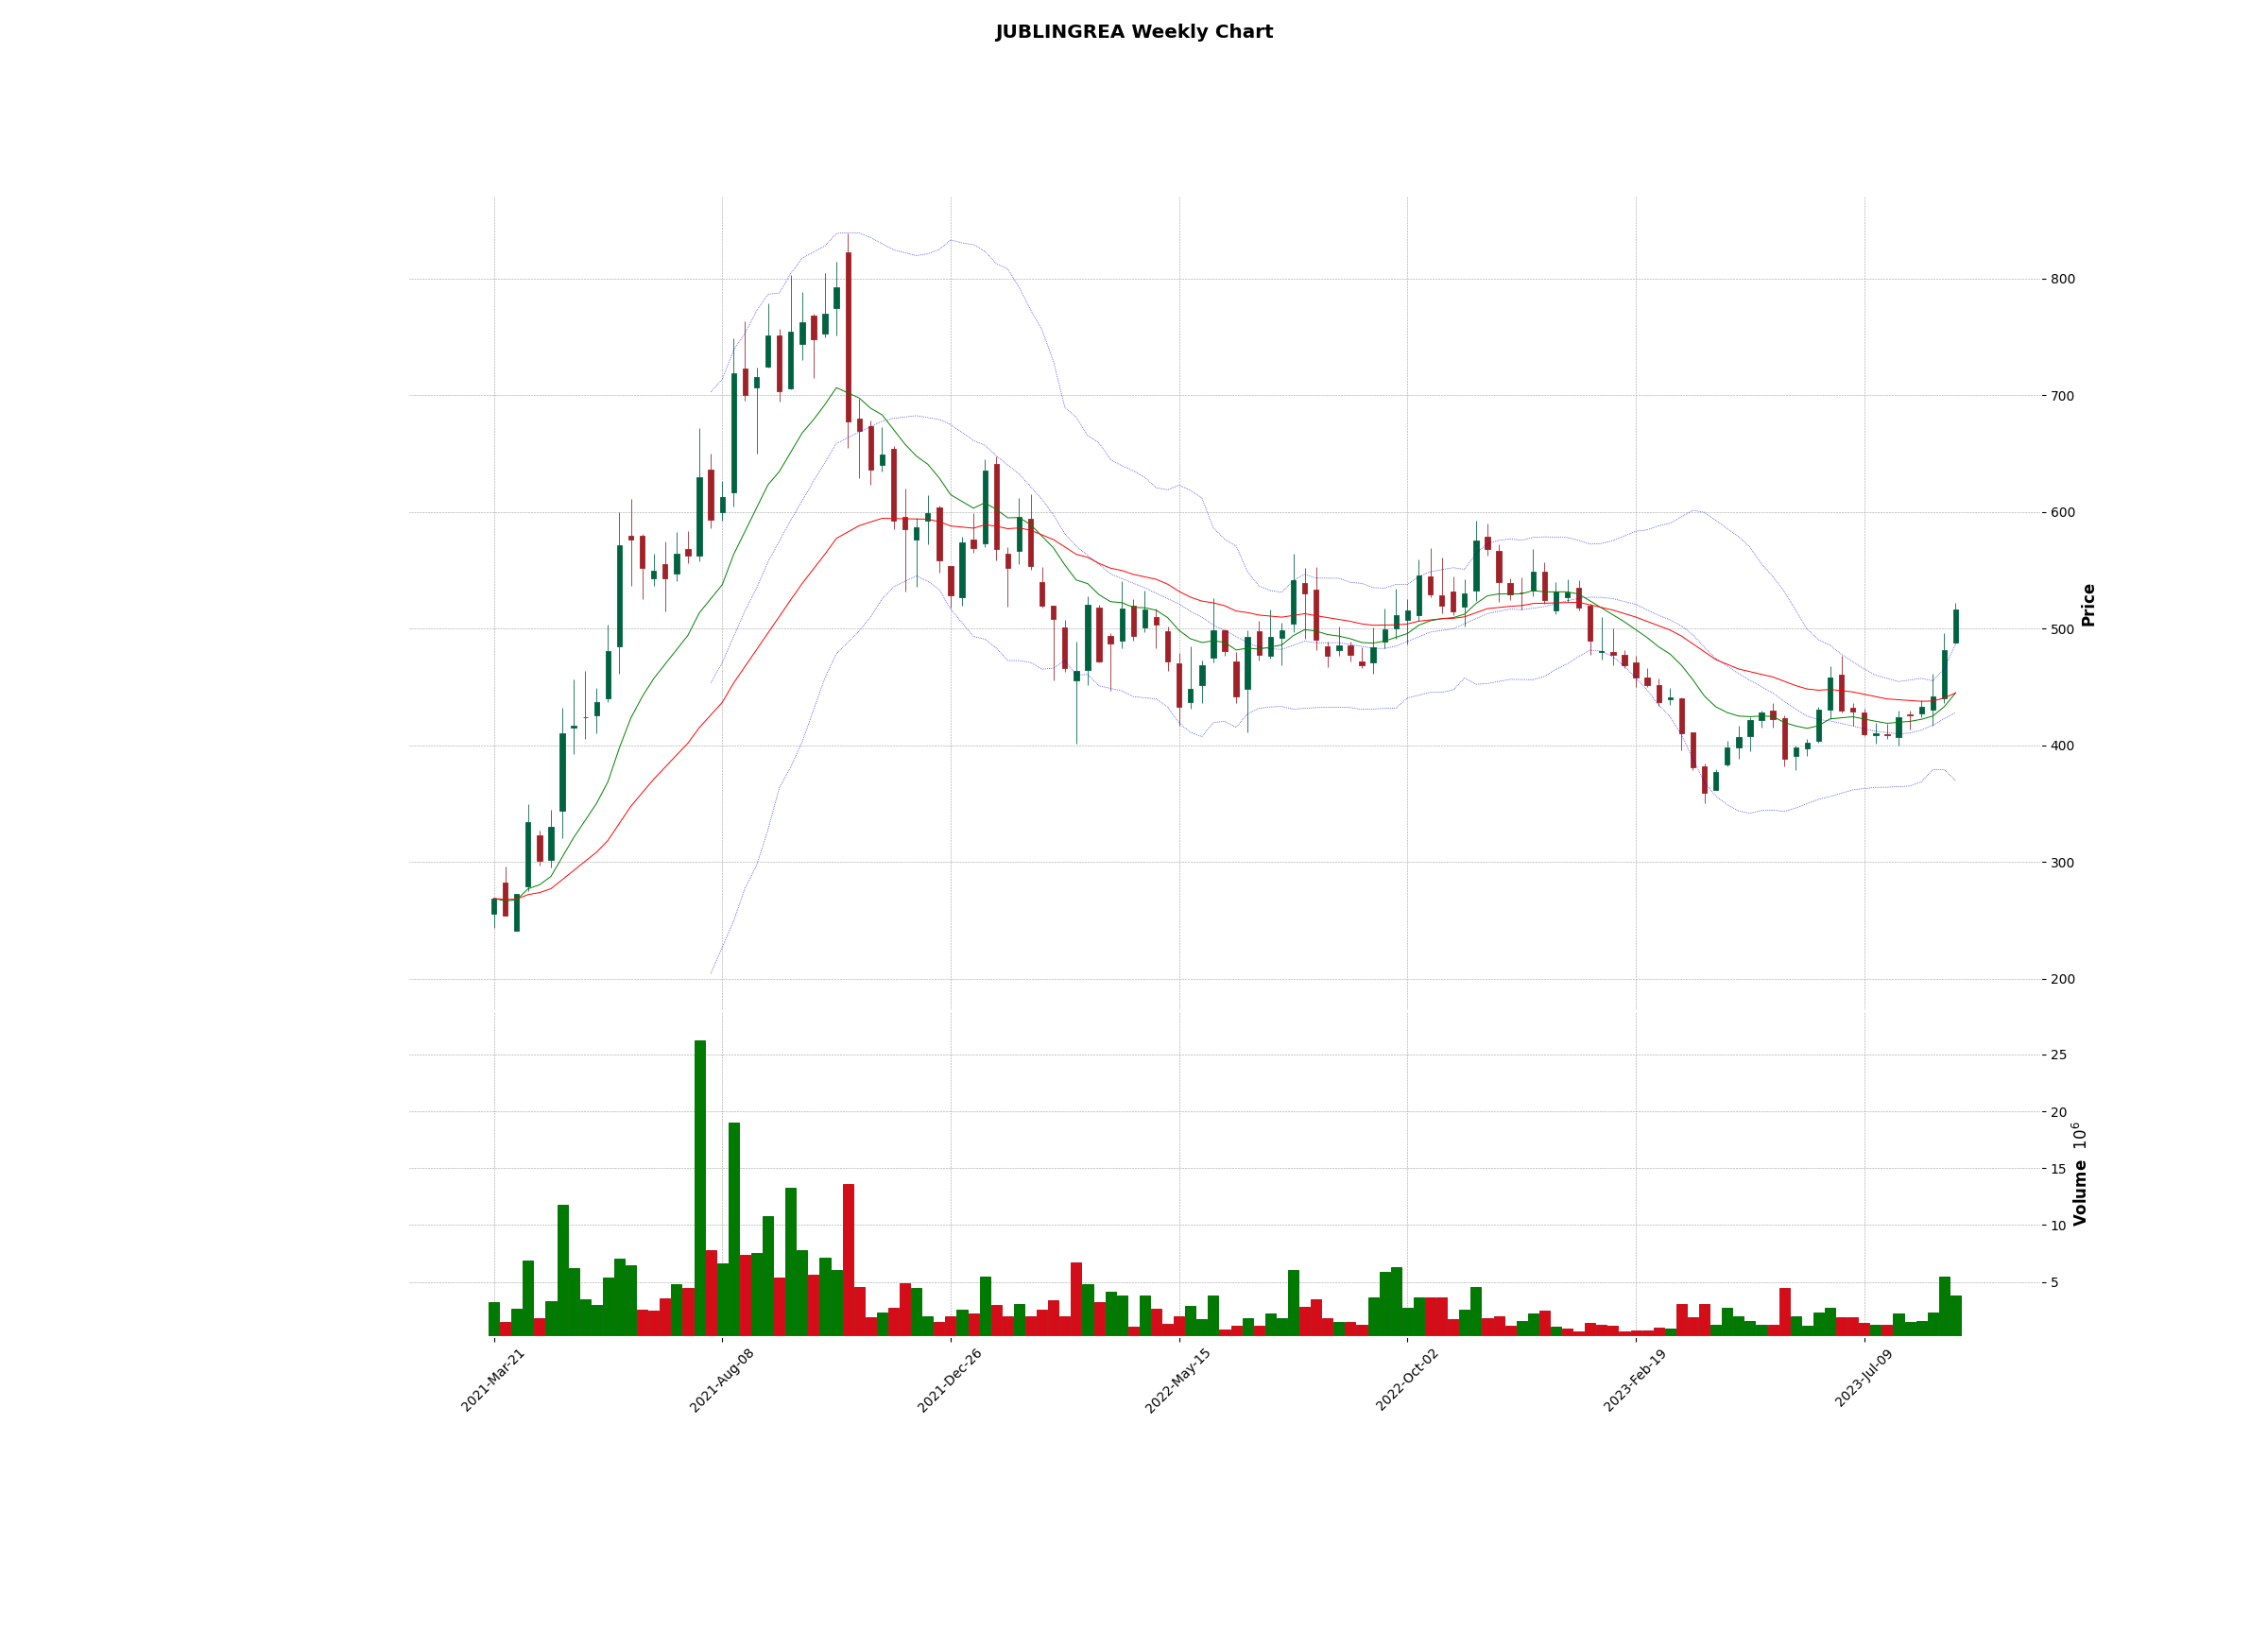 JUBLINGREA Weekly Chart
800
700
600
500
400
300
200
Price
25
20
15
10
5
Volume 10⁶
2021-Mar-21
2021-Aug-08
2021-Dec-26
2022-May-15
2022-Oct-02
2023-Feb-19
2023-Jul-09